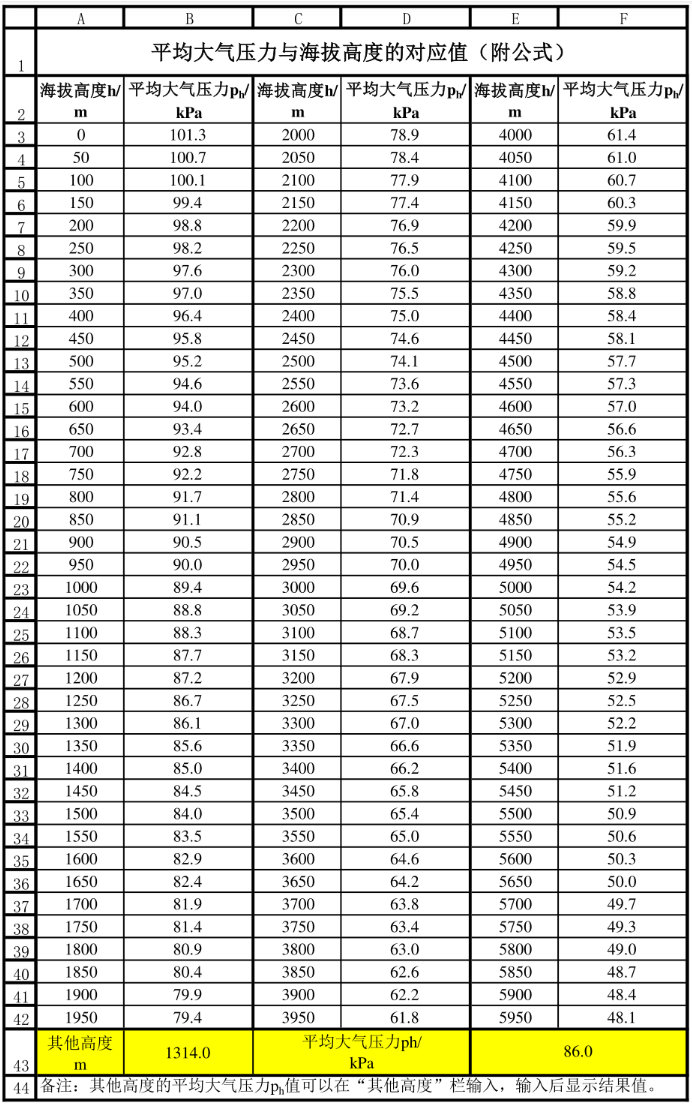 A B C D E F
1 平均大气压力与海拔高度的对应值（附公式）
海拔高度h/ 平均大气压力pₕ/ 海拔高度h/ 平均大气压力pₕ/ 海拔高度h/ 平均大气压力pₕ/
2 m kPa m kPa m kPa
3 0 101.3 2000 78.9 4000 61.4
4 50 100.7 2050 78.4 4050 61.0
5 100 100.1 2100 77.9 4100 60.7
6 150 99.4 2150 77.4 4150 60.3
7 200 98.8 2200 76.9 4200 59.9
8 250 98.2 2250 76.5 4250 59.5
9 300 97.6 2300 76.0 4300 59.2
10 350 97.0 2350 75.5 4350 58.8
11 400 96.4 2400 75.0 4400 58.4
12 450 95.8 2450 74.6 4450 58.1
13 500 95.2 2500 74.1 4500 57.7
14 550 94.6 2550 73.6 4550 57.3
15 600 94.0 2600 73.2 4600 57.0
16 650 93.4 2650 72.7 4650 56.6
17 700 92.8 2700 72.3 4700 56.3
18 750 92.2 2750 71.8 4750 55.9
19 800 91.7 2800 71.4 4800 55.6
20 850 91.1 2850 70.9 4850 55.2
21 900 90.5 2900 70.5 4900 54.9
22 950 90.0 2950 70.0 4950 54.5
23 1000 89.4 3000 69.6 5000 54.2
24 1050 88.8 3050 69.2 5050 53.9
25 1100 88.3 3100 68.7 5100 53.5
26 1150 87.7 3150 68.3 5150 53.2
27 1200 87.2 3200 67.9 5200 52.9
28 1250 86.7 3250 67.5 5250 52.5
29 1300 86.1 3300 67.0 5300 52.2
30 1350 85.6 3350 66.6 5350 51.9
31 1400 85.0 3400 66.2 5400 51.6
32 1450 84.5 3450 65.8 5450 51.2
33 1500 84.0 3500 65.4 5500 50.9
34 1550 83.5 3550 65.0 5550 50.6
35 1600 82.9 3600 64.6 5600 50.3
36 1650 82.4 3650 64.2 5650 50.0
37 1700 81.9 3700 63.8 5700 49.7
38 1750 81.4 3750 63.4 5750 49.3
39 1800 80.9 3800 63.0 5800 49.0
40 1850 80.4 3850 62.6 5850 48.7
41 1900 79.9 3900 62.2 5900 48.4
42 1950 79.4 3950 61.8 5950 48.1
其他高度 1314.0 平均大气压力ph/ 86.0
43 m kPa
44 备注：其他高度的平均大气压力pₕ值可以在“其他高度”栏输入，输入后显示结果值。